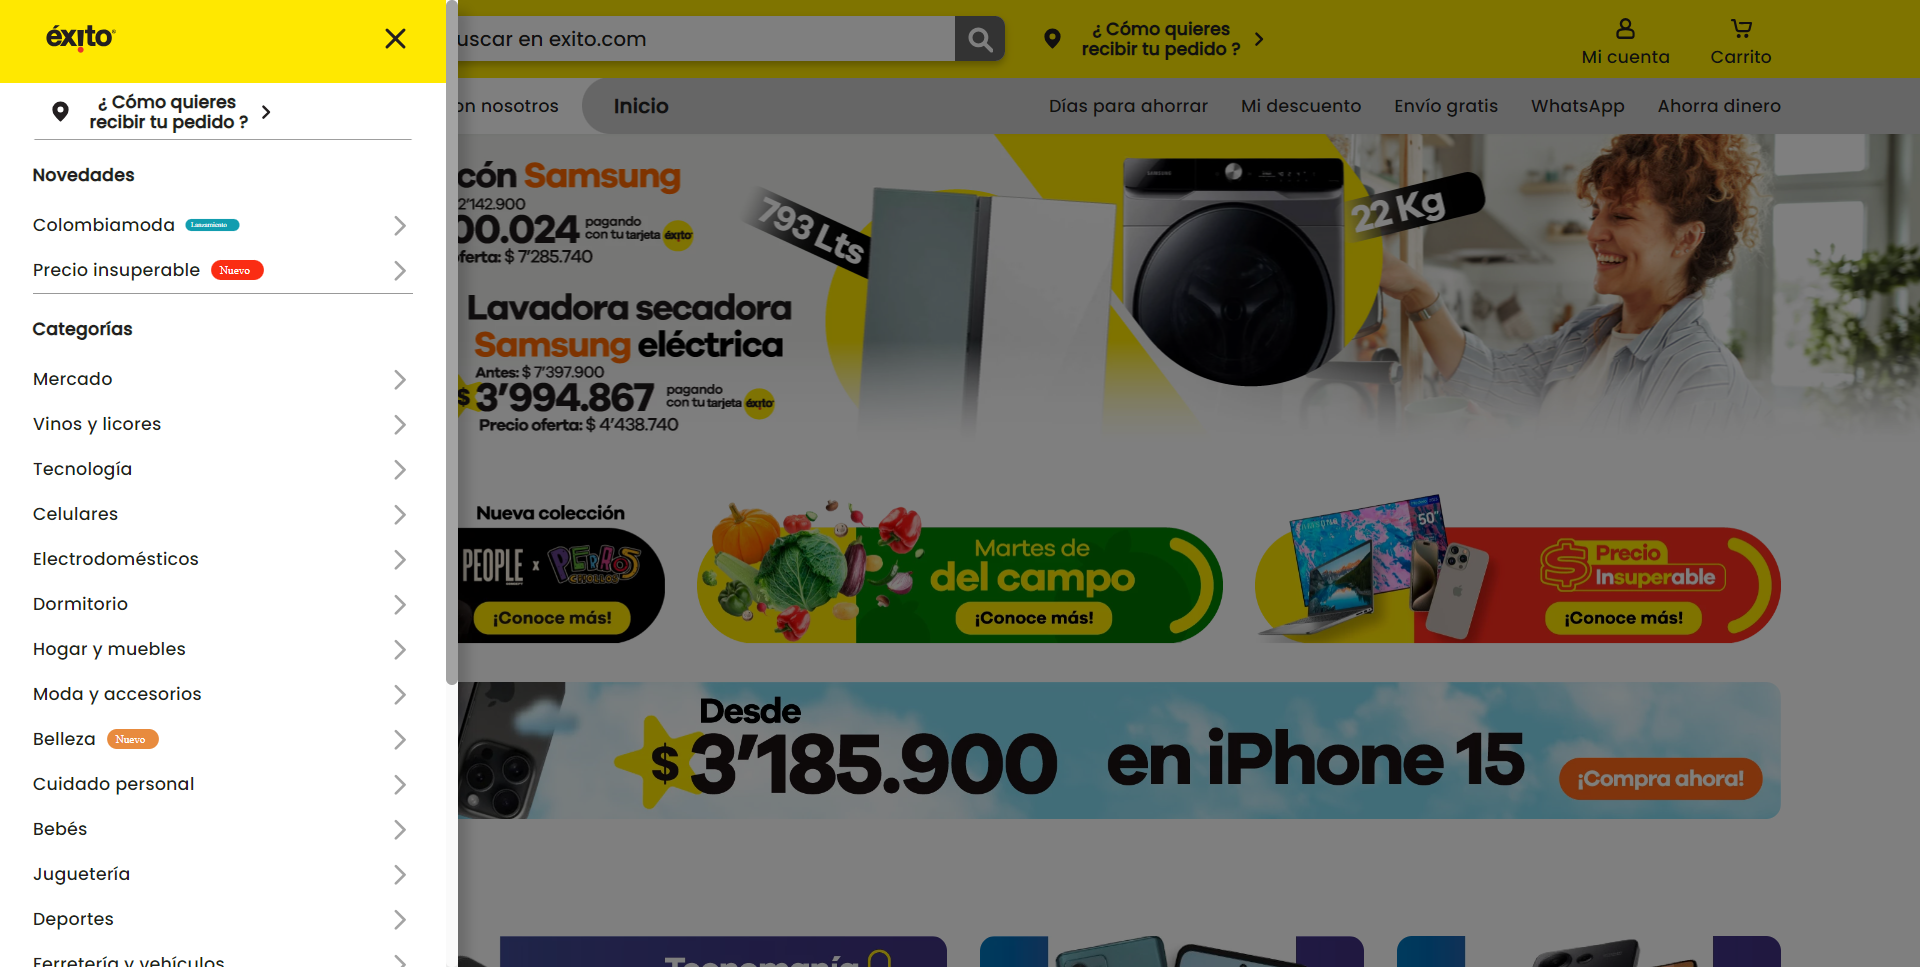 éxito
¿ Cómo quieres
recibir tu pedido ?
Novedades
Colombiamoda Lanzamiento
Precio insuperable Nuevo
Categorías
Mercado
Vinos y licores
Tecnología
Celulares
Electrodomésticos
Dormitorio
Hogar y muebles
Moda y accesorios
Belleza Nuevo
Cuidado personal
Bebés
Juguetería
Deportes
Ferretería y vehículos
uscar en exito.com
¿ Cómo quieres
recibir tu pedido ?
Mi cuenta
Carrito
on nosotros
Inicio
Días para ahorrar
Mi descuento
Envío gratis
WhatsApp
Ahorra dinero
cón Samsung
2'142.900
00.024 pagando
con tu tarjeta éxito
ferta: $ 7'285.740
Lavadora secadora
Samsung eléctrica
Antes: $ 7'397.900
$ 3'994.867 pagando
con tu tarjeta éxito
Precio oferta: $ 4'438.740
793 Lts
SAMSUNG
22 Kg
Nueva colección
PEOPLE x PERROS
CRIOLLOS
¡Conoce más!
Martes de
del campo
¡Conoce más!
50"
Precio
Insuperable
¡Conoce más!
Desde
$ 3'185.900 en iPhone 15
¡Compra ahora!
Tecnomanía